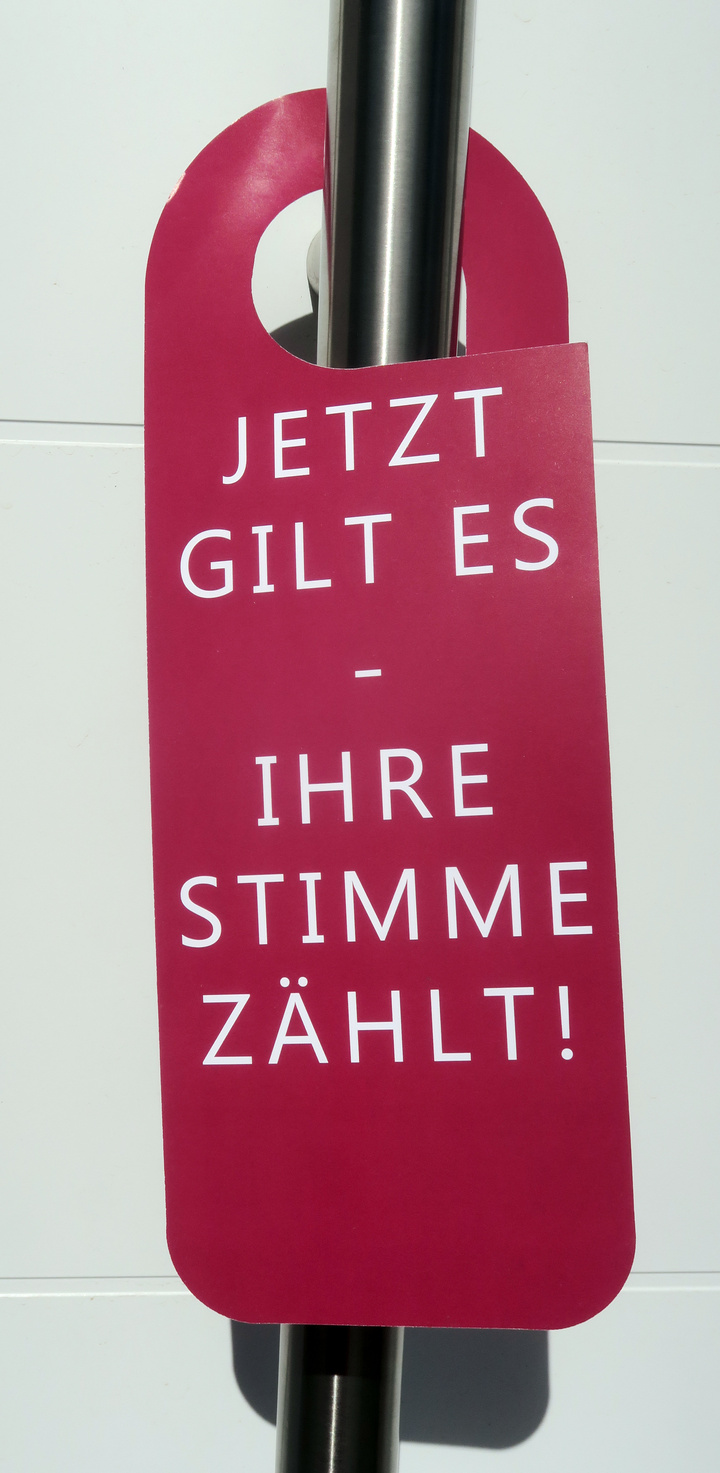 JETZT
GILT ES
-
IHRE
STIMME
ZÄHLT!